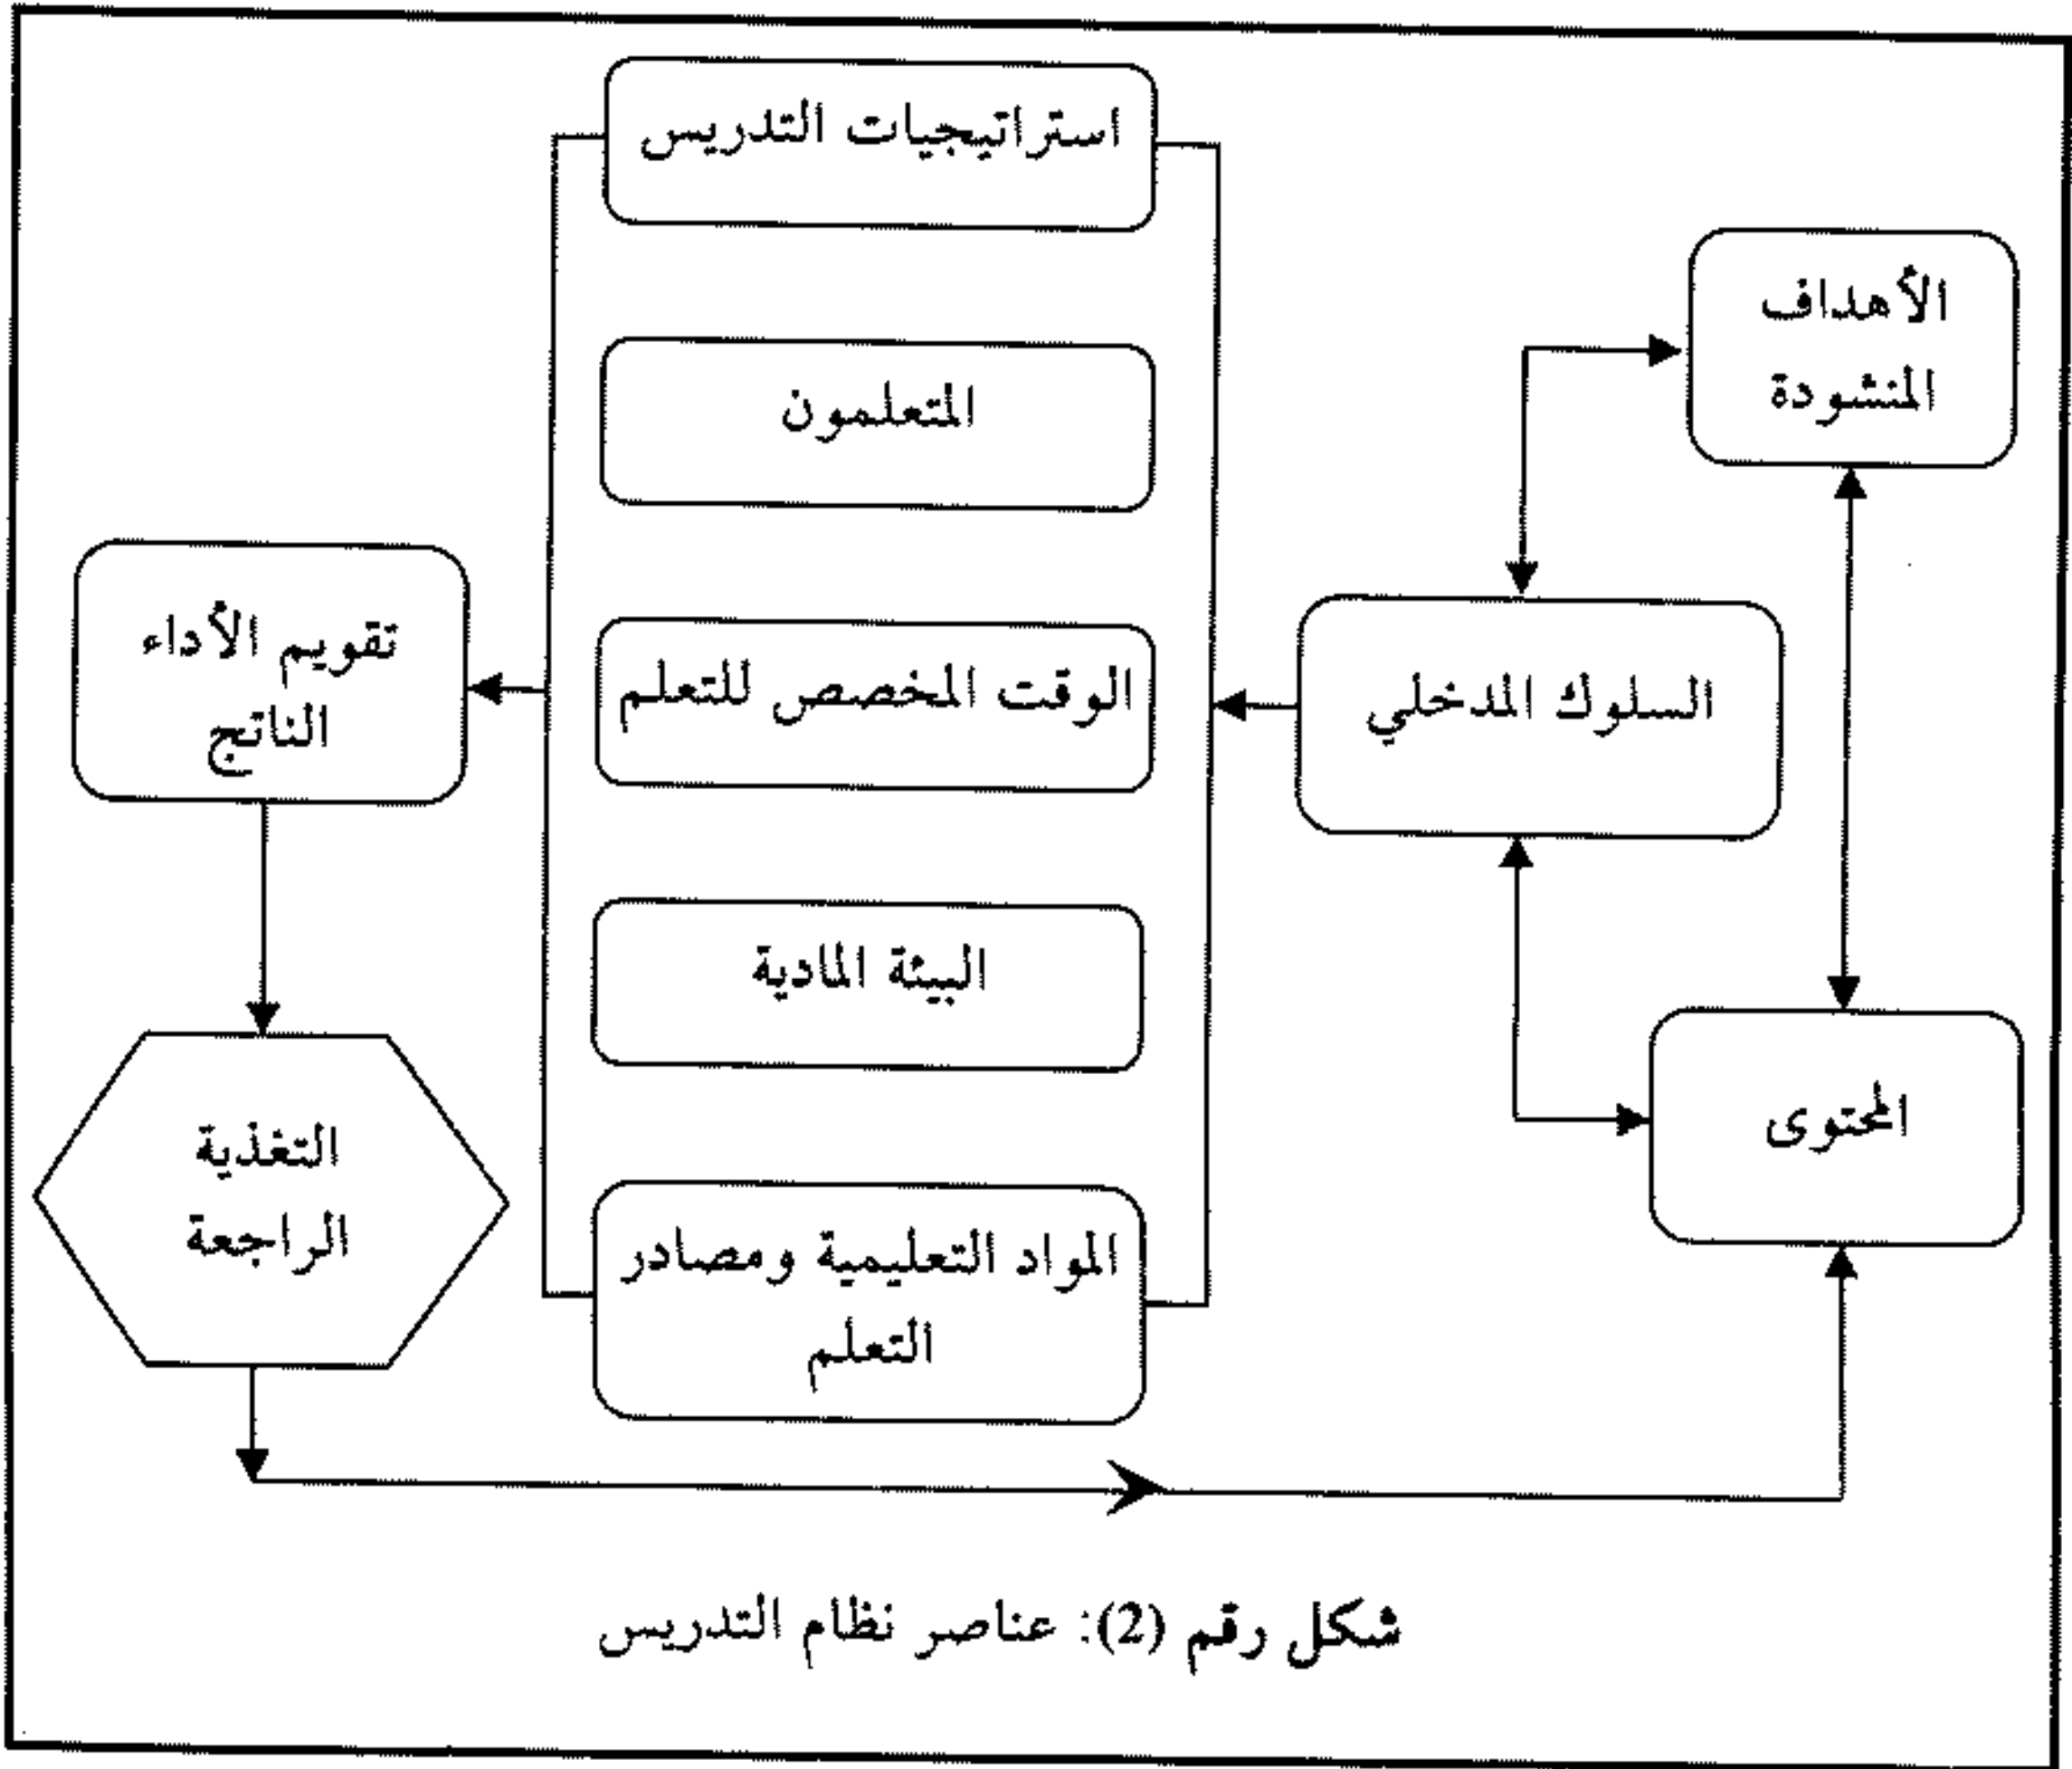 استراتيجيات التدريس
الأهداف
المنشودة
المتعلمون
السلوك المدخلي
الوقت المخصص للتعلم
تقويم الأداء
الناتج
البيئة المادية
المحتوى
المواد التعليمية ومصادر
التعلم
التغذية
الراجعة
شكل رقم (2): عناصر نظام التدريس